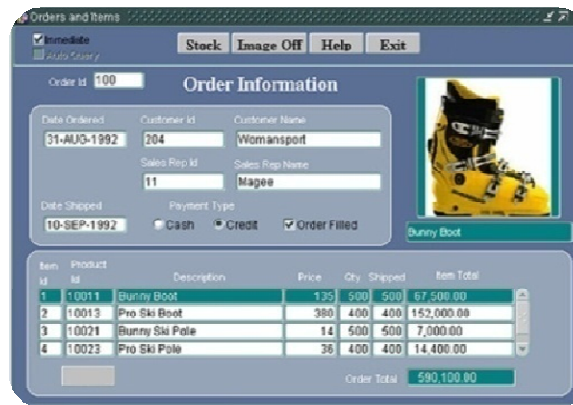 Orders and Items
Immediate
Auto Query
Stock Image Off Help Exit
Order Id 100 Order Information
Date Ordered Customer Id Customer Name
31-AUG-1992 204 Womansport
Sales Rep Id Sales Rep Name
11 Magee
Date Shipped Payment Type
10-SEP-1992 Cash Credit Order Filled
Bunny Boot
Item Id Product Id Description Price Qty Shipped Item Total
1 10011 Bunny Boot 135 500 500 67,500.00
2 10013 Pro Ski Boot 380 400 400 152,000.00
3 10021 Bunny Ski Pole 14 500 500 7,000.00
4 10023 Pro Ski Pole 36 400 400 14,400.00
Order Total 590,100.00